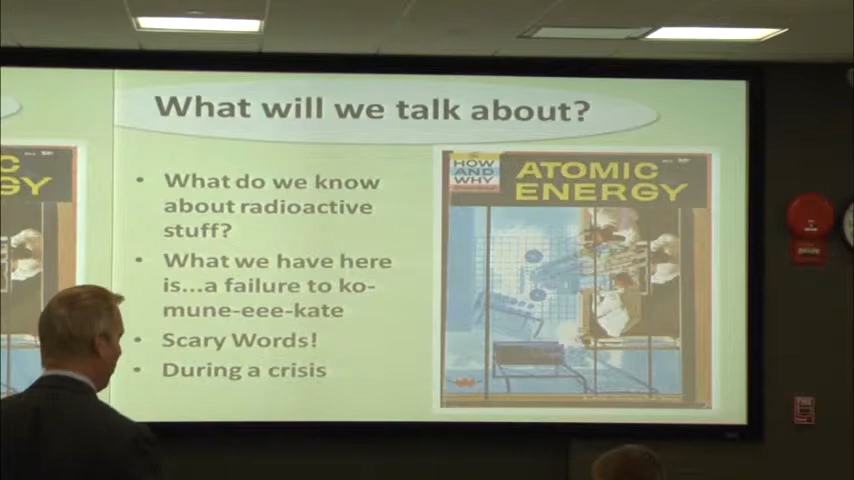 What will we talk about?
• What do we know
about radioactive
stuff?
• What we have here
is...a failure to ko-
mune-eee-kate
• Scary Words!
• During a crisis
HOW
AND
WHY
ATOMIC
ENERGY
C
GY